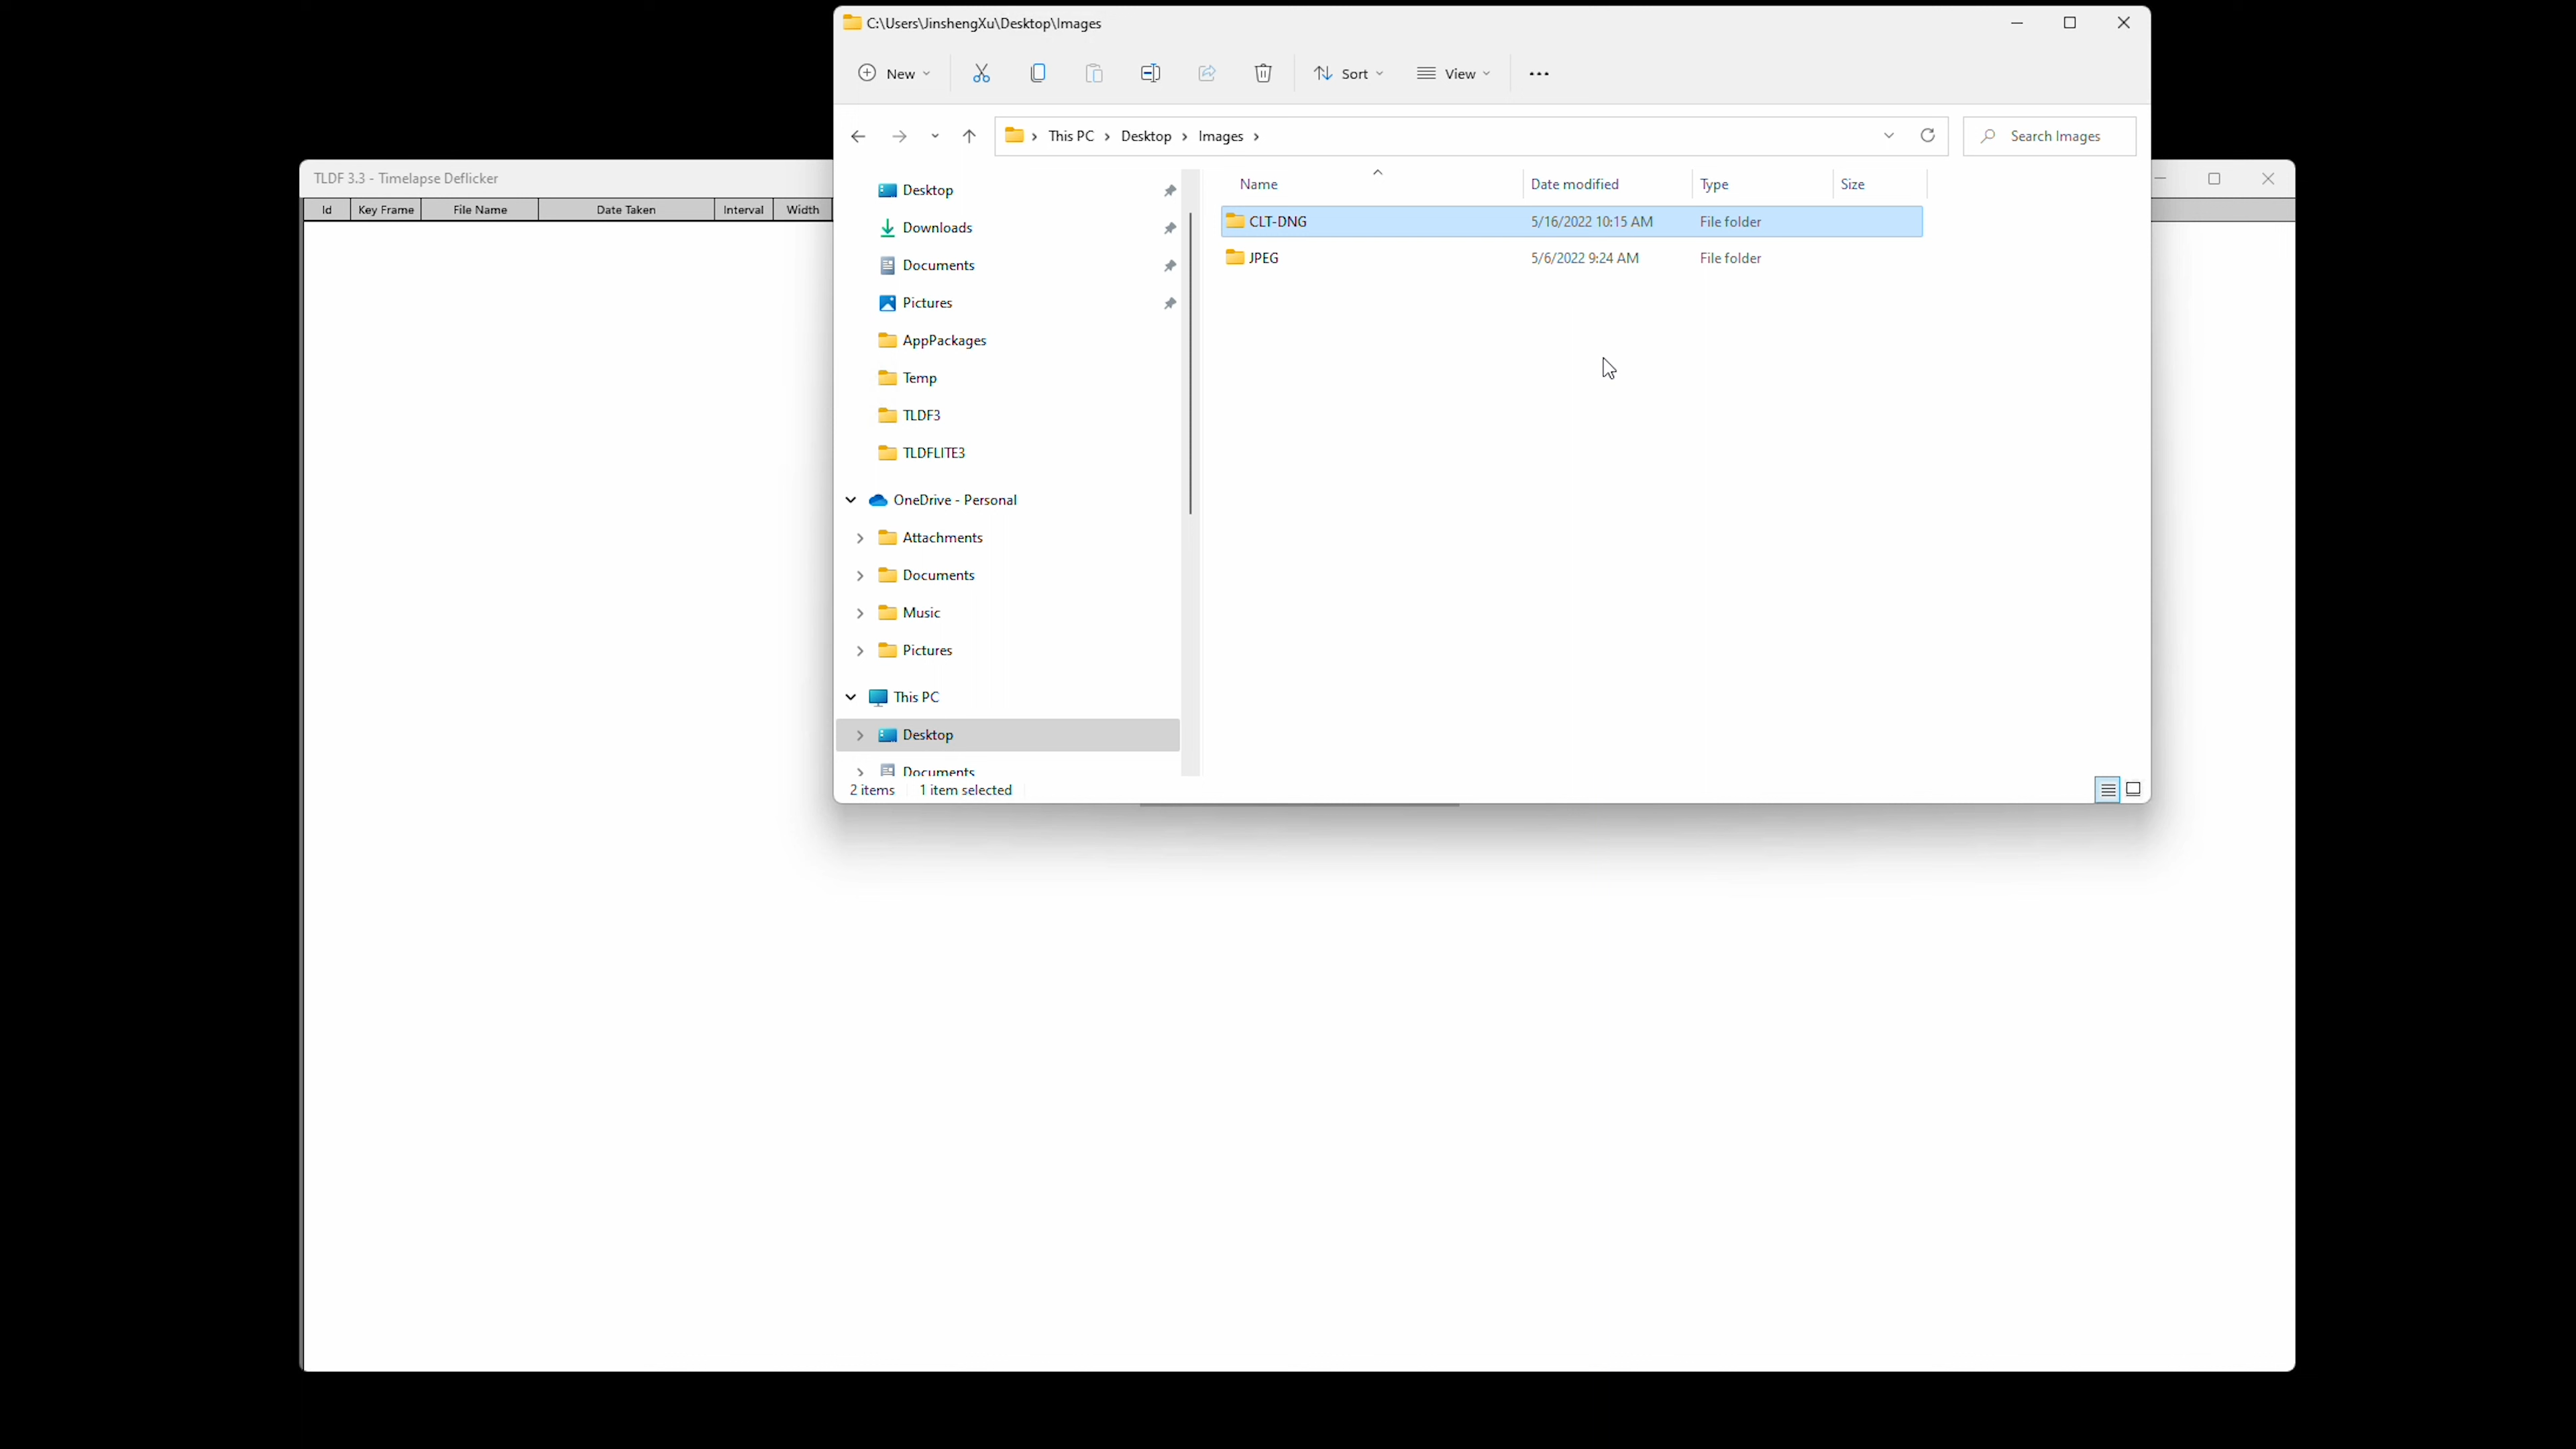 C:\Users\JinshengXu\Desktop\Images
New
Sort
View
This PC
Desktop
Images
Search Images
TLDF 3.3 - Timelapse Deflicker
Id
Key Frame
File Name
Date Taken
Interval
Width
Desktop
Downloads
Documents
Pictures
AppPackages
Temp
TLDF3
TLDFLITE3
OneDrive - Personal
Attachments
Documents
Music
Pictures
This PC
Desktop
Documents
Name
Date modified
Type
Size
CLT-DNG 5/16/2022 10:15 AM File folder
JPEG 5/6/2022 9:24 AM File folder
2 items
1 item selected